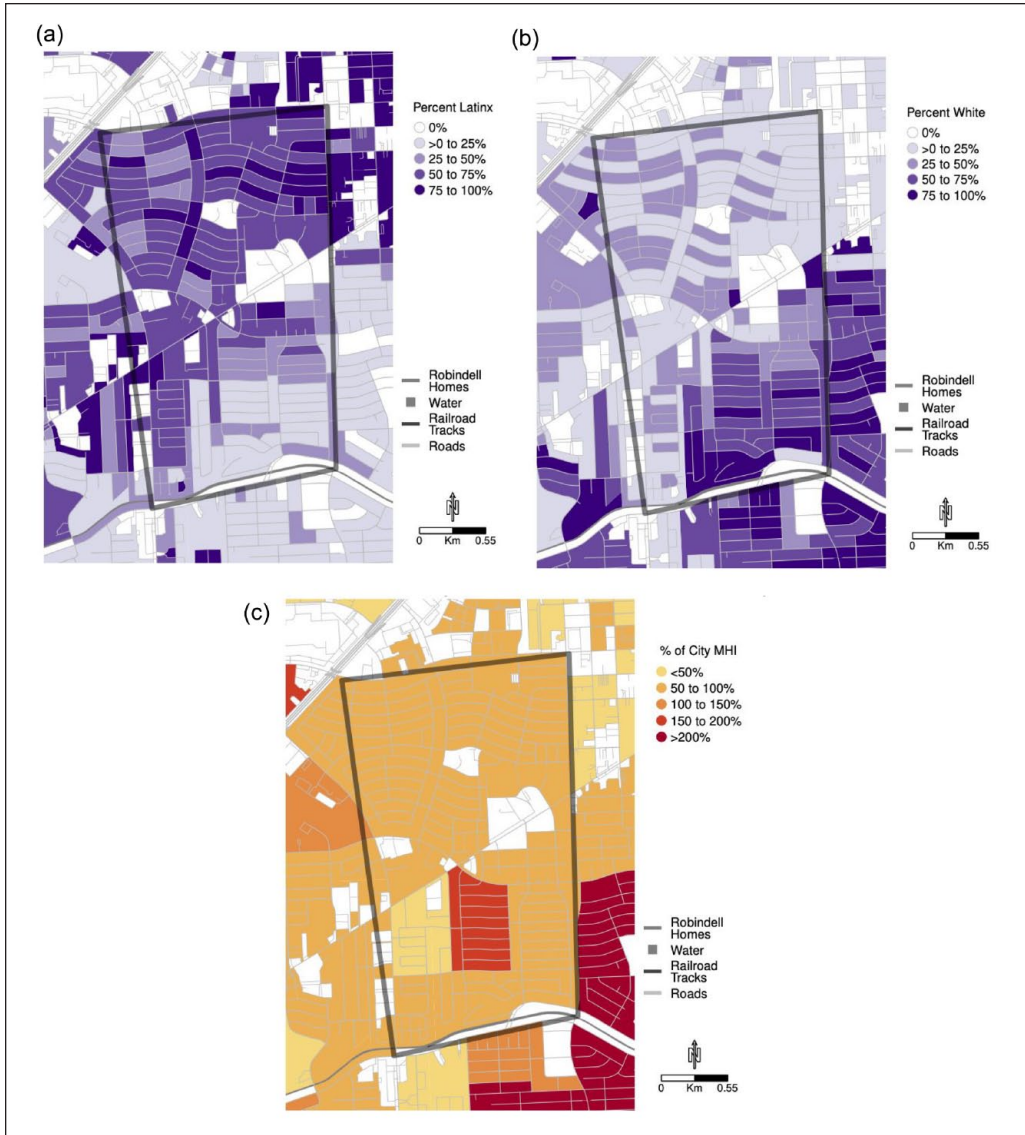 (a)
Percent Latinx
0%
>0 to 25%
25 to 50%
50 to 75%
75 to 100%
Robindell
Homes
Water
Railroad
Tracks
Roads
N
0 Km 0.55
(b)
Percent White
0%
>0 to 25%
25 to 50%
50 to 75%
75 to 100%
Robindell
Homes
Water
Railroad
Tracks
Roads
N
0 Km 0.55
(c)
% of City MHI
<50%
50 to 100%
100 to 150%
150 to 200%
>200%
Robindell
Homes
Water
Railroad
Tracks
Roads
N
0 Km 0.55